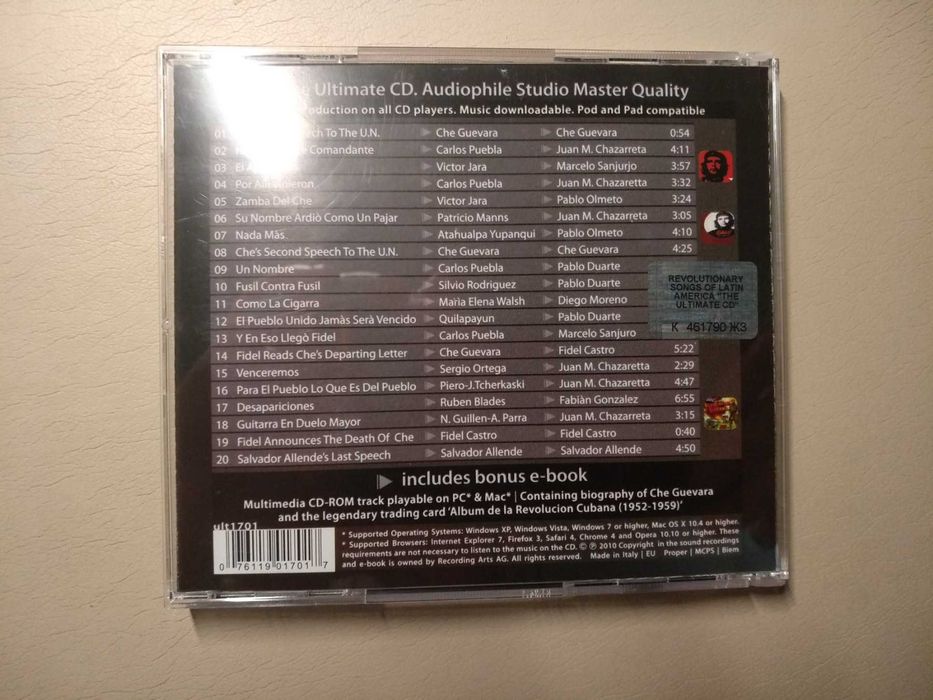 Ultimate CD. Audiophile Studio Master Quality
on all CD players. Music downloadable. Pod and Pad compatible
01 To The U.N. Che Guevara Che Guevara 0:54
02 Comandante Carlos Puebla Juan M. Chazarreta 4:11
03 Victor Jara Marcelo Sanjurjo 3:57
04 Por Carlos Puebla Juan M. Chazaretta 3:32
05 Zamba Del Che Victor Jara Pablo Olmeto 3:24
06 Su Nombre Ardiò Como Un Pajar Patricio Manns Juan M. Chazarreta 3:05
07 Nada Mãs. Atahualpa Yupanqui Pablo Olmeto 4:10
08 Che's Second Speech To The U.N. Che Guevara Che Guevara 4:25
09 Un Nombre Carlos Puebla Pablo Duarte
10 Fusil Contra Fusil Silvio Rodriguez Pablo Duarte
11 Como La Cigarra Marìa Elena Walsh Diego Moreno
12 El Pueblo Unido Jamàs Serà Vencido Quilapayun Pablo Duarte
13 Y En Eso Llegò Fidel Carlos Puebla Marcelo Sanjuro
14 Fidel Reads Che's Departing Letter Che Guevara Fidel Castro 5:22
15 Venceremos Sergio Ortega Juan M. Chazaretta 2:29
16 Para El Pueblo Lo Que Es Del Pueblo Piero-J.Tcherkaski Juan M. Chazaretta 4:47
17 Desapariciones Ruben Blades Fabiàn Gonzalez 6:55
18 Guitarra En Duelo Mayor N. Guillen-A. Parra Juan M. Chazarreta 3:15
19 Fidel Announces The Death Of Che Fidel Castro Fidel Castro 0:40
20 Salvador Allende's Last Speech Salvador Allende Salvador Allende 4:50
REVOLUTIONARY
SONGS OF LATIN
AMERICA "THE
ULTIMATE CD"
К 461790 Ж3
includes bonus e-book
Multimedia CD-ROM track playable on PC* & Mac* | Containing biography of Che Guevara
and the legendary trading card 'Album de la Revolucion Cubana (1952-1959)'
ult1701
* Supported Operating Systems: Windows XP, Windows Vista, Windows 7 or higher, Mac OS X 10.4 or higher.
* Supported Browsers: Internet Explorer 7, Firefox 3, Safari 4, Chrome 4 and Opera 10.10 or higher. These
requirements are not necessary to listen to the music on the CD. © ℗ 2010 Copyright in the sound recordings
and e-book is owned by Recording Arts AG. All rights reserved. Made in Italy | EU Proper | MCPS | Biem
0 76119 01701 7